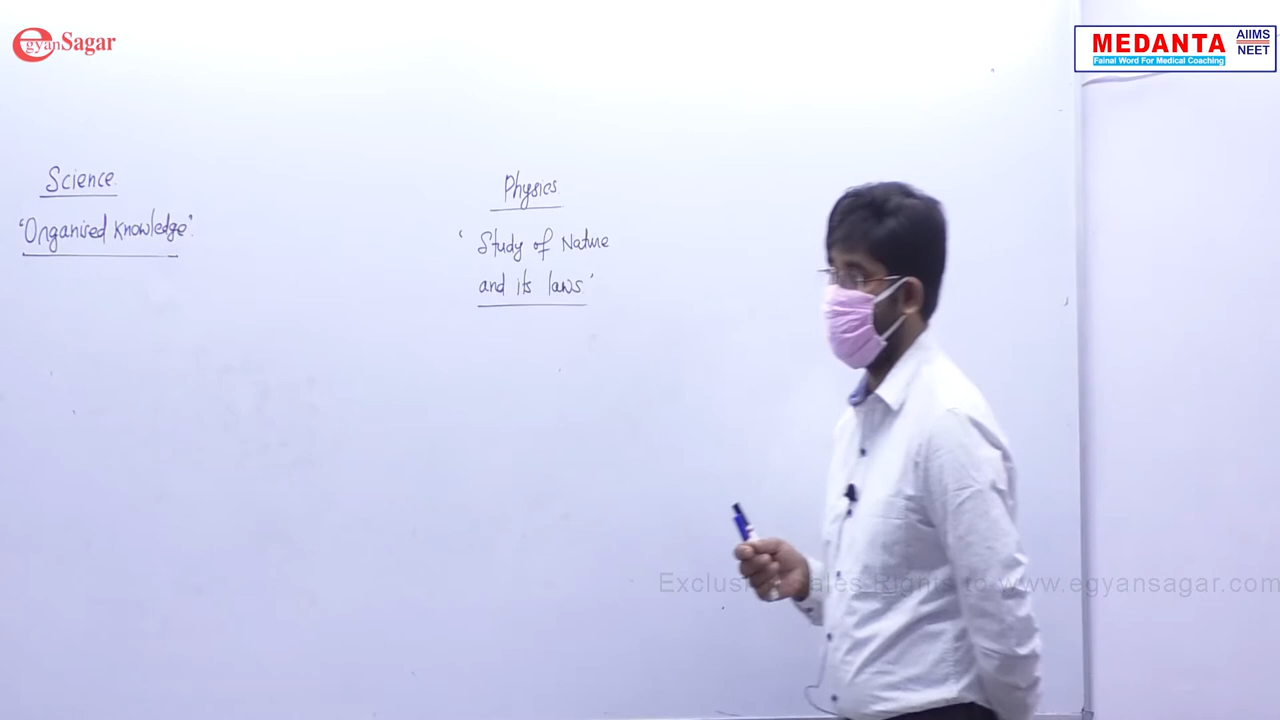 egyanSagar
MEDANTA
Fainal Word For Medical Coaching
AIIMS
NEET
Science.
'Organised Knowledge'.
Physics
' Study of Nature
and its laws.'
Exclusive Sales Rights to www.egyansagar.com